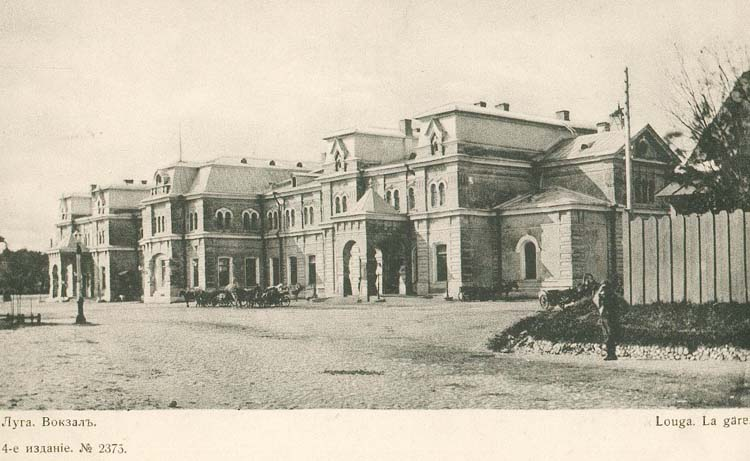 Луга. Вокзалъ.
Louga. La gare.
4-е изданіе. № 2375.